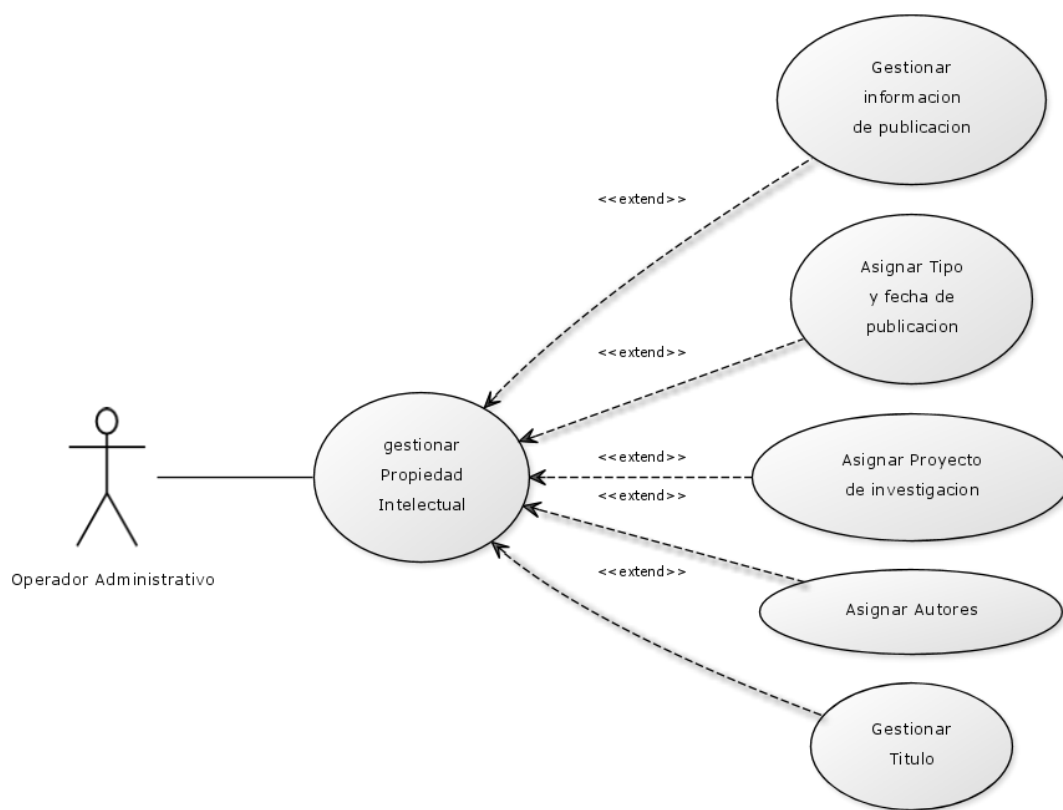 Gestionar
informacion
de publicacion
<<extend>>
Asignar Tipo
y fecha de
publicacion
<<extend>>
gestionar
Propiedad
Intelectual
<<extend>>
Asignar Proyecto
de investigacion
<<extend>>
Operador Administrativo
<<extend>>
Asignar Autores
Gestionar
Titulo